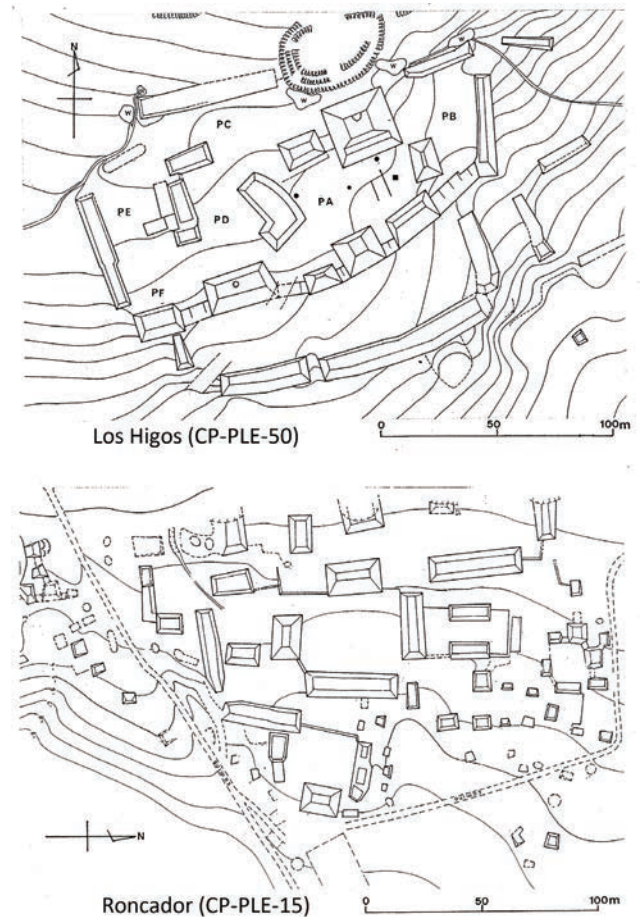 W
W
W
W
N
PC
PB
PE
PD
PA
PF
Los Higos (CP-PLE-50)
0 50 100m
N
Roncador (CP-PLE-15)
0 50 100m